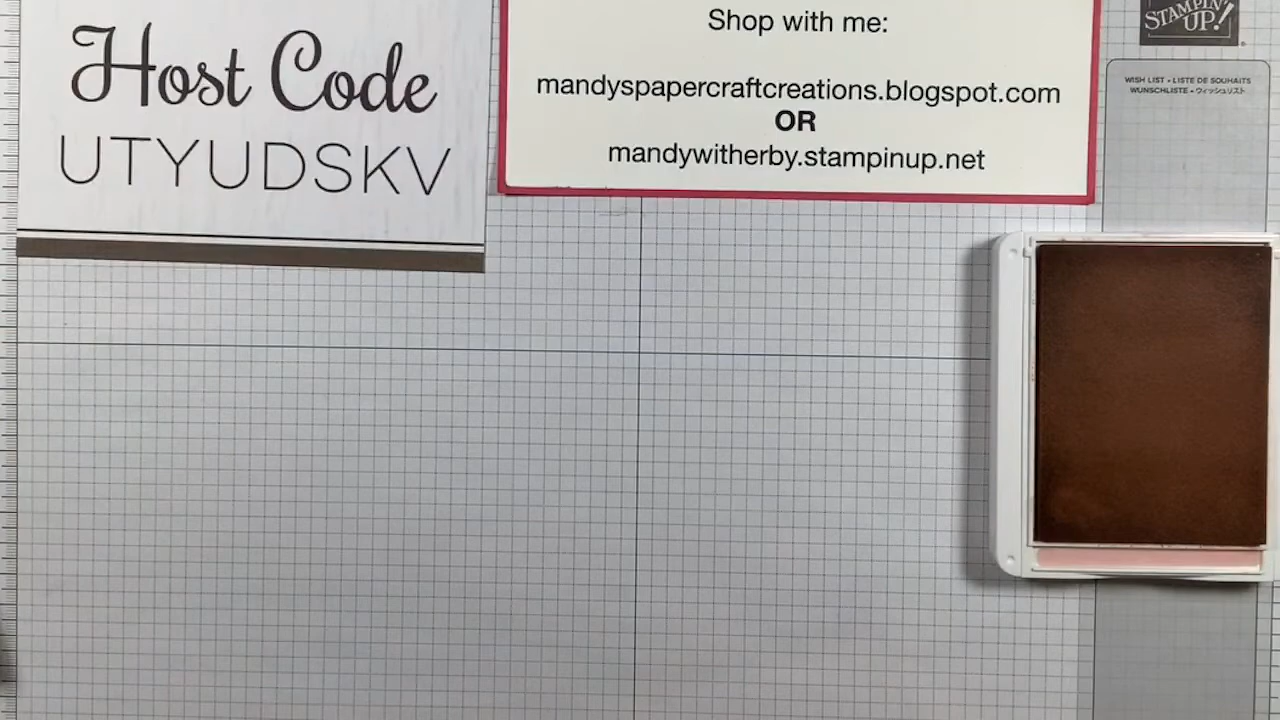 Host Code
UTYUDSKV
Shop with me:
mandyspapercraftcreations.blogspot.com
OR
mandywitherby.stampinup.net
STAMPIN' UP!
WISH LIST • LISTE DE SOUHAITS
WUNSCHLISTE • ウィッシュリスト